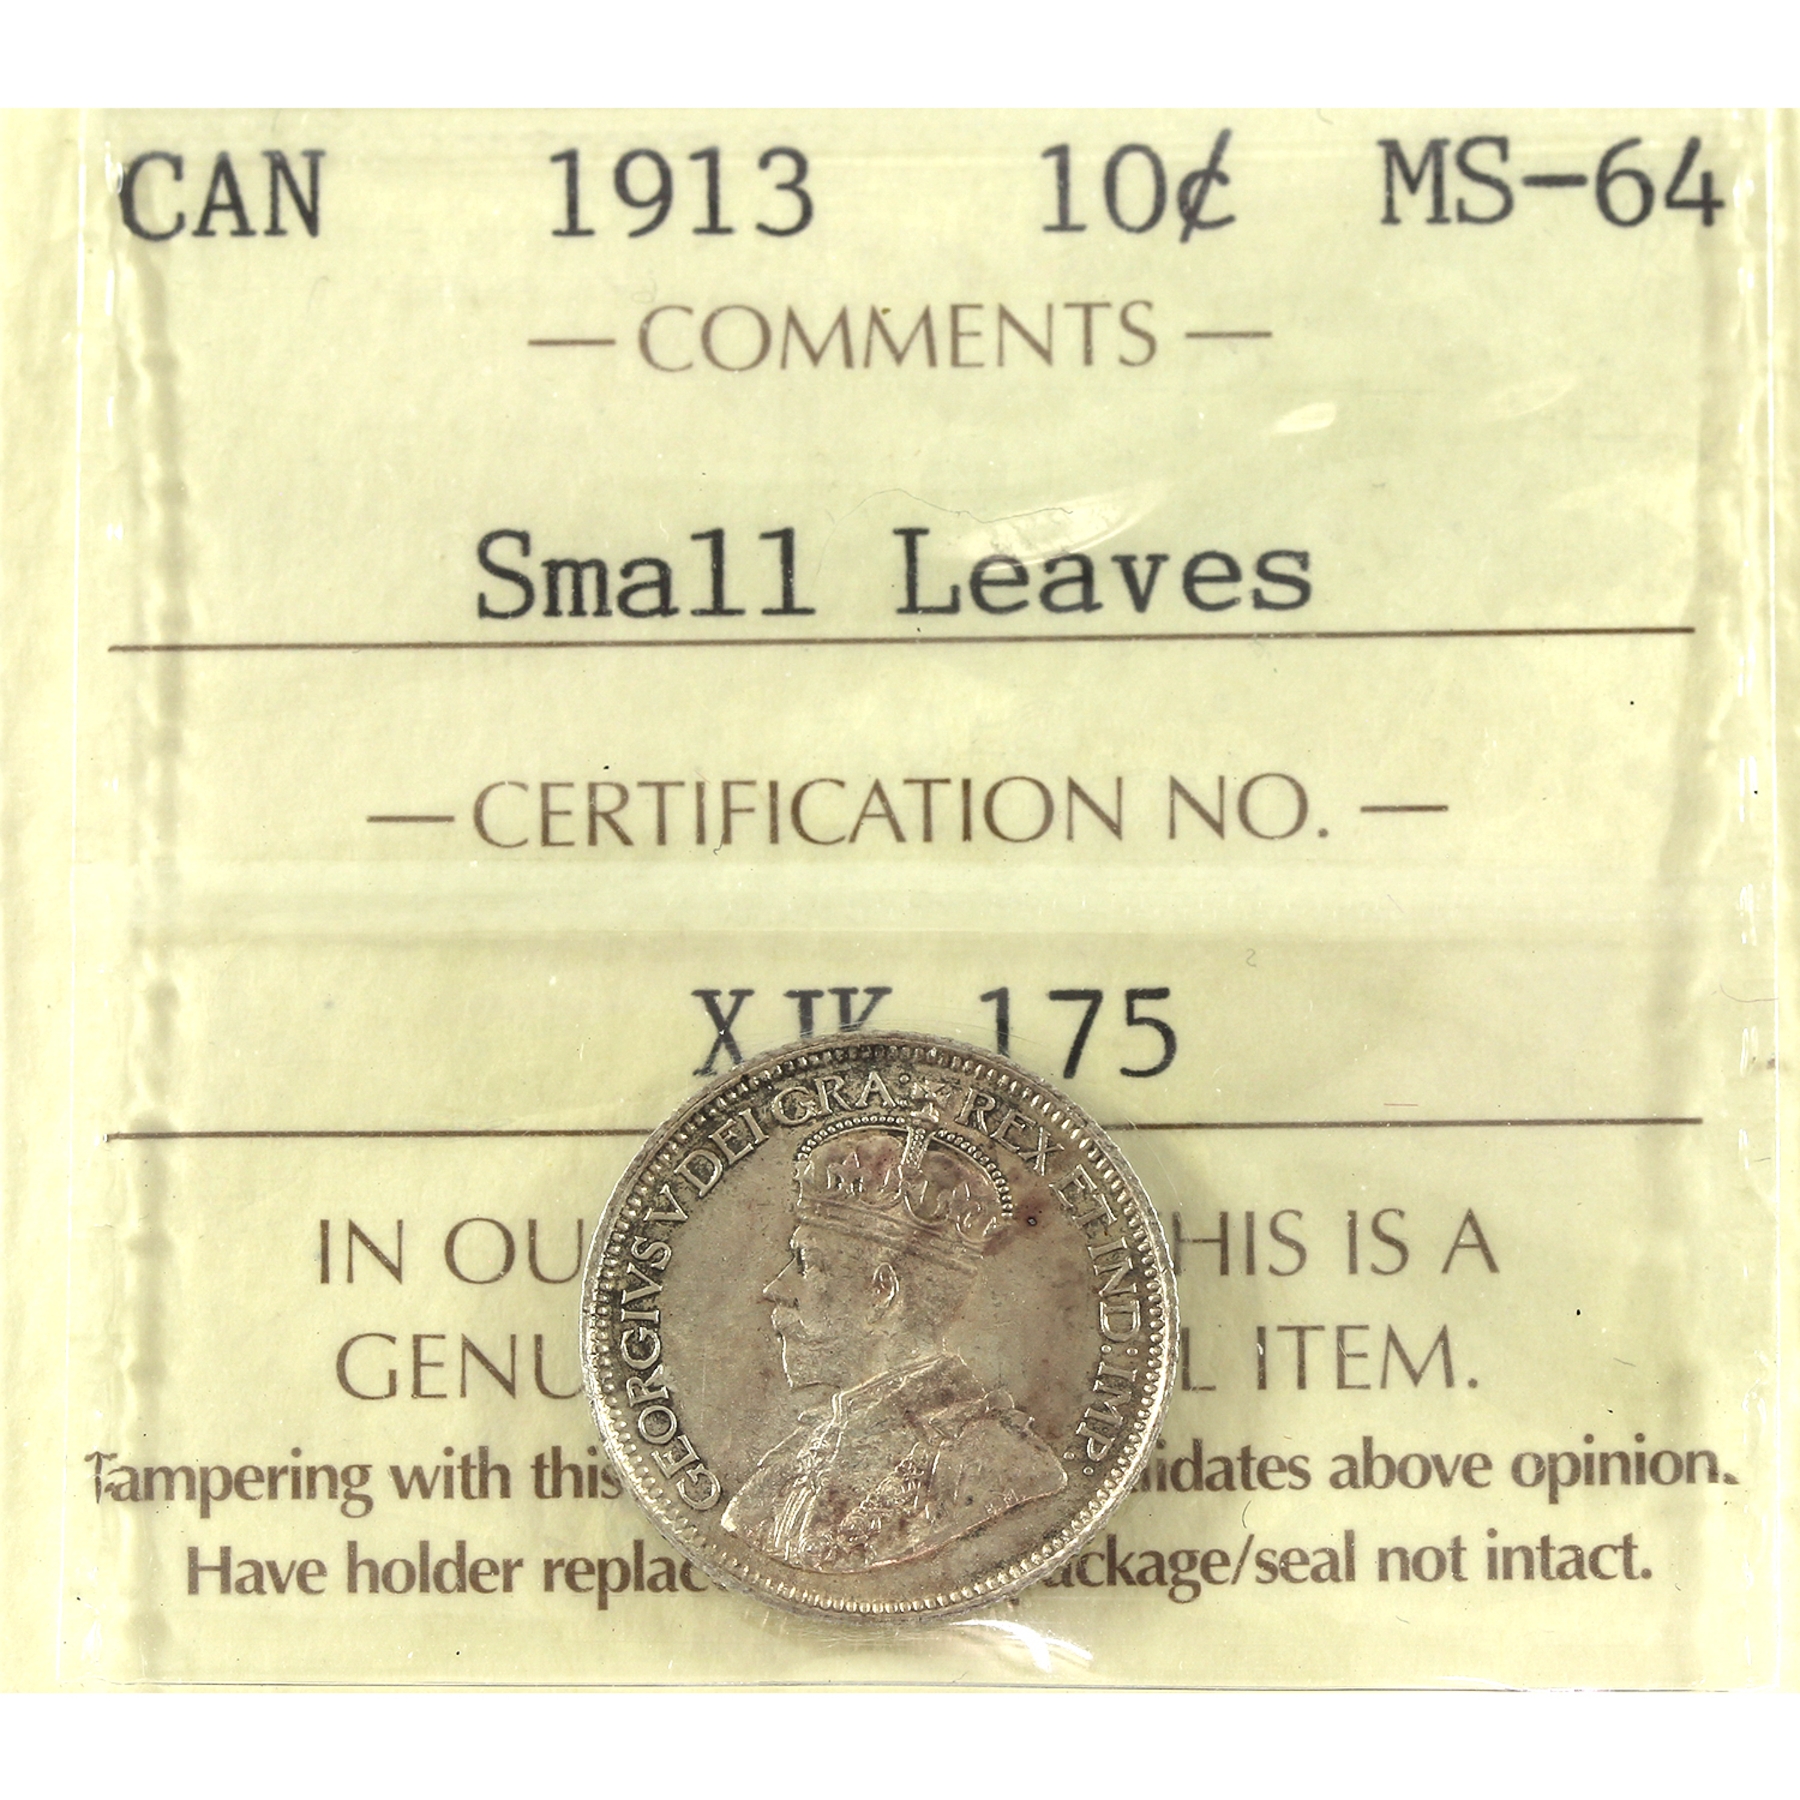 CAN 1913 10¢ MS-64
— COMMENTS —
Small Leaves
— CERTIFICATION NO. —
175
IN OU HIS IS A
GENU L ITEM.
Tampering with this idates above opinion.
Have holder replac ckage/seal not intact.
GEORGIVS V DEI GRA: REX ET IND: IMP: